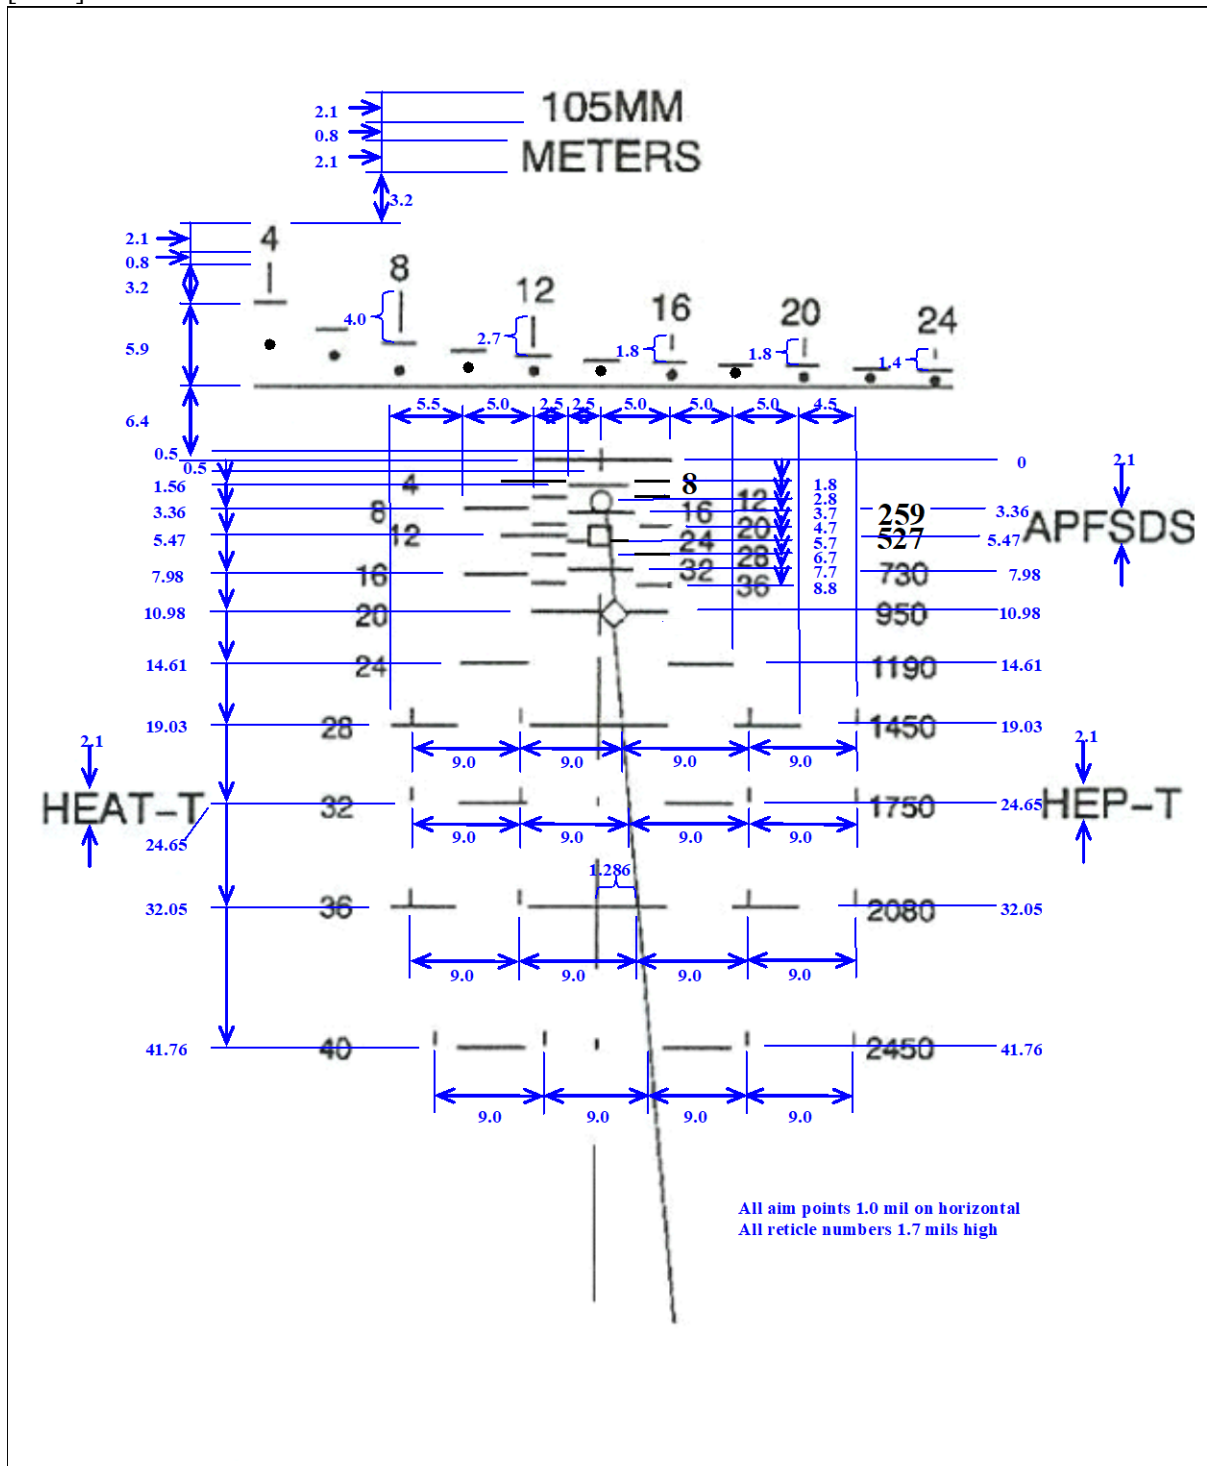 105MM
METERS
2.1
0.8
2.1
3.2
2.1
0.8
3.2
5.9
6.4
4
8
12
16
20
24
4.0
2.7
1.8
1.8
1.4
5.5 5.0 2.5 2.5 5.0 5.0 5.0 4.5
0.5
0.5
0
2.1
1.56 4 8 1.8
12 2.8
3.36 8 16 3.7 259 3.36
20 4.7
APFSDS
5.47 12 24 5.7 527 5.47
28 6.7
7.98 16 32 7.7 730 7.98
36 8.8
10.98 20 950 10.98
14.61 24 1190 14.61
19.03 28 1450 19.03
2.1 2.1
9.0 9.0 9.0 9.0
HEAT-T 32 1750 24.65 HEP-T
24.65
9.0 9.0 9.0 9.0
1.286
32.05 36 2080 32.05
9.0 9.0 9.0 9.0
41.76 40 2450 41.76
9.0 9.0 9.0 9.0
All aim points 1.0 mil on horizontal
All reticle numbers 1.7 mils high